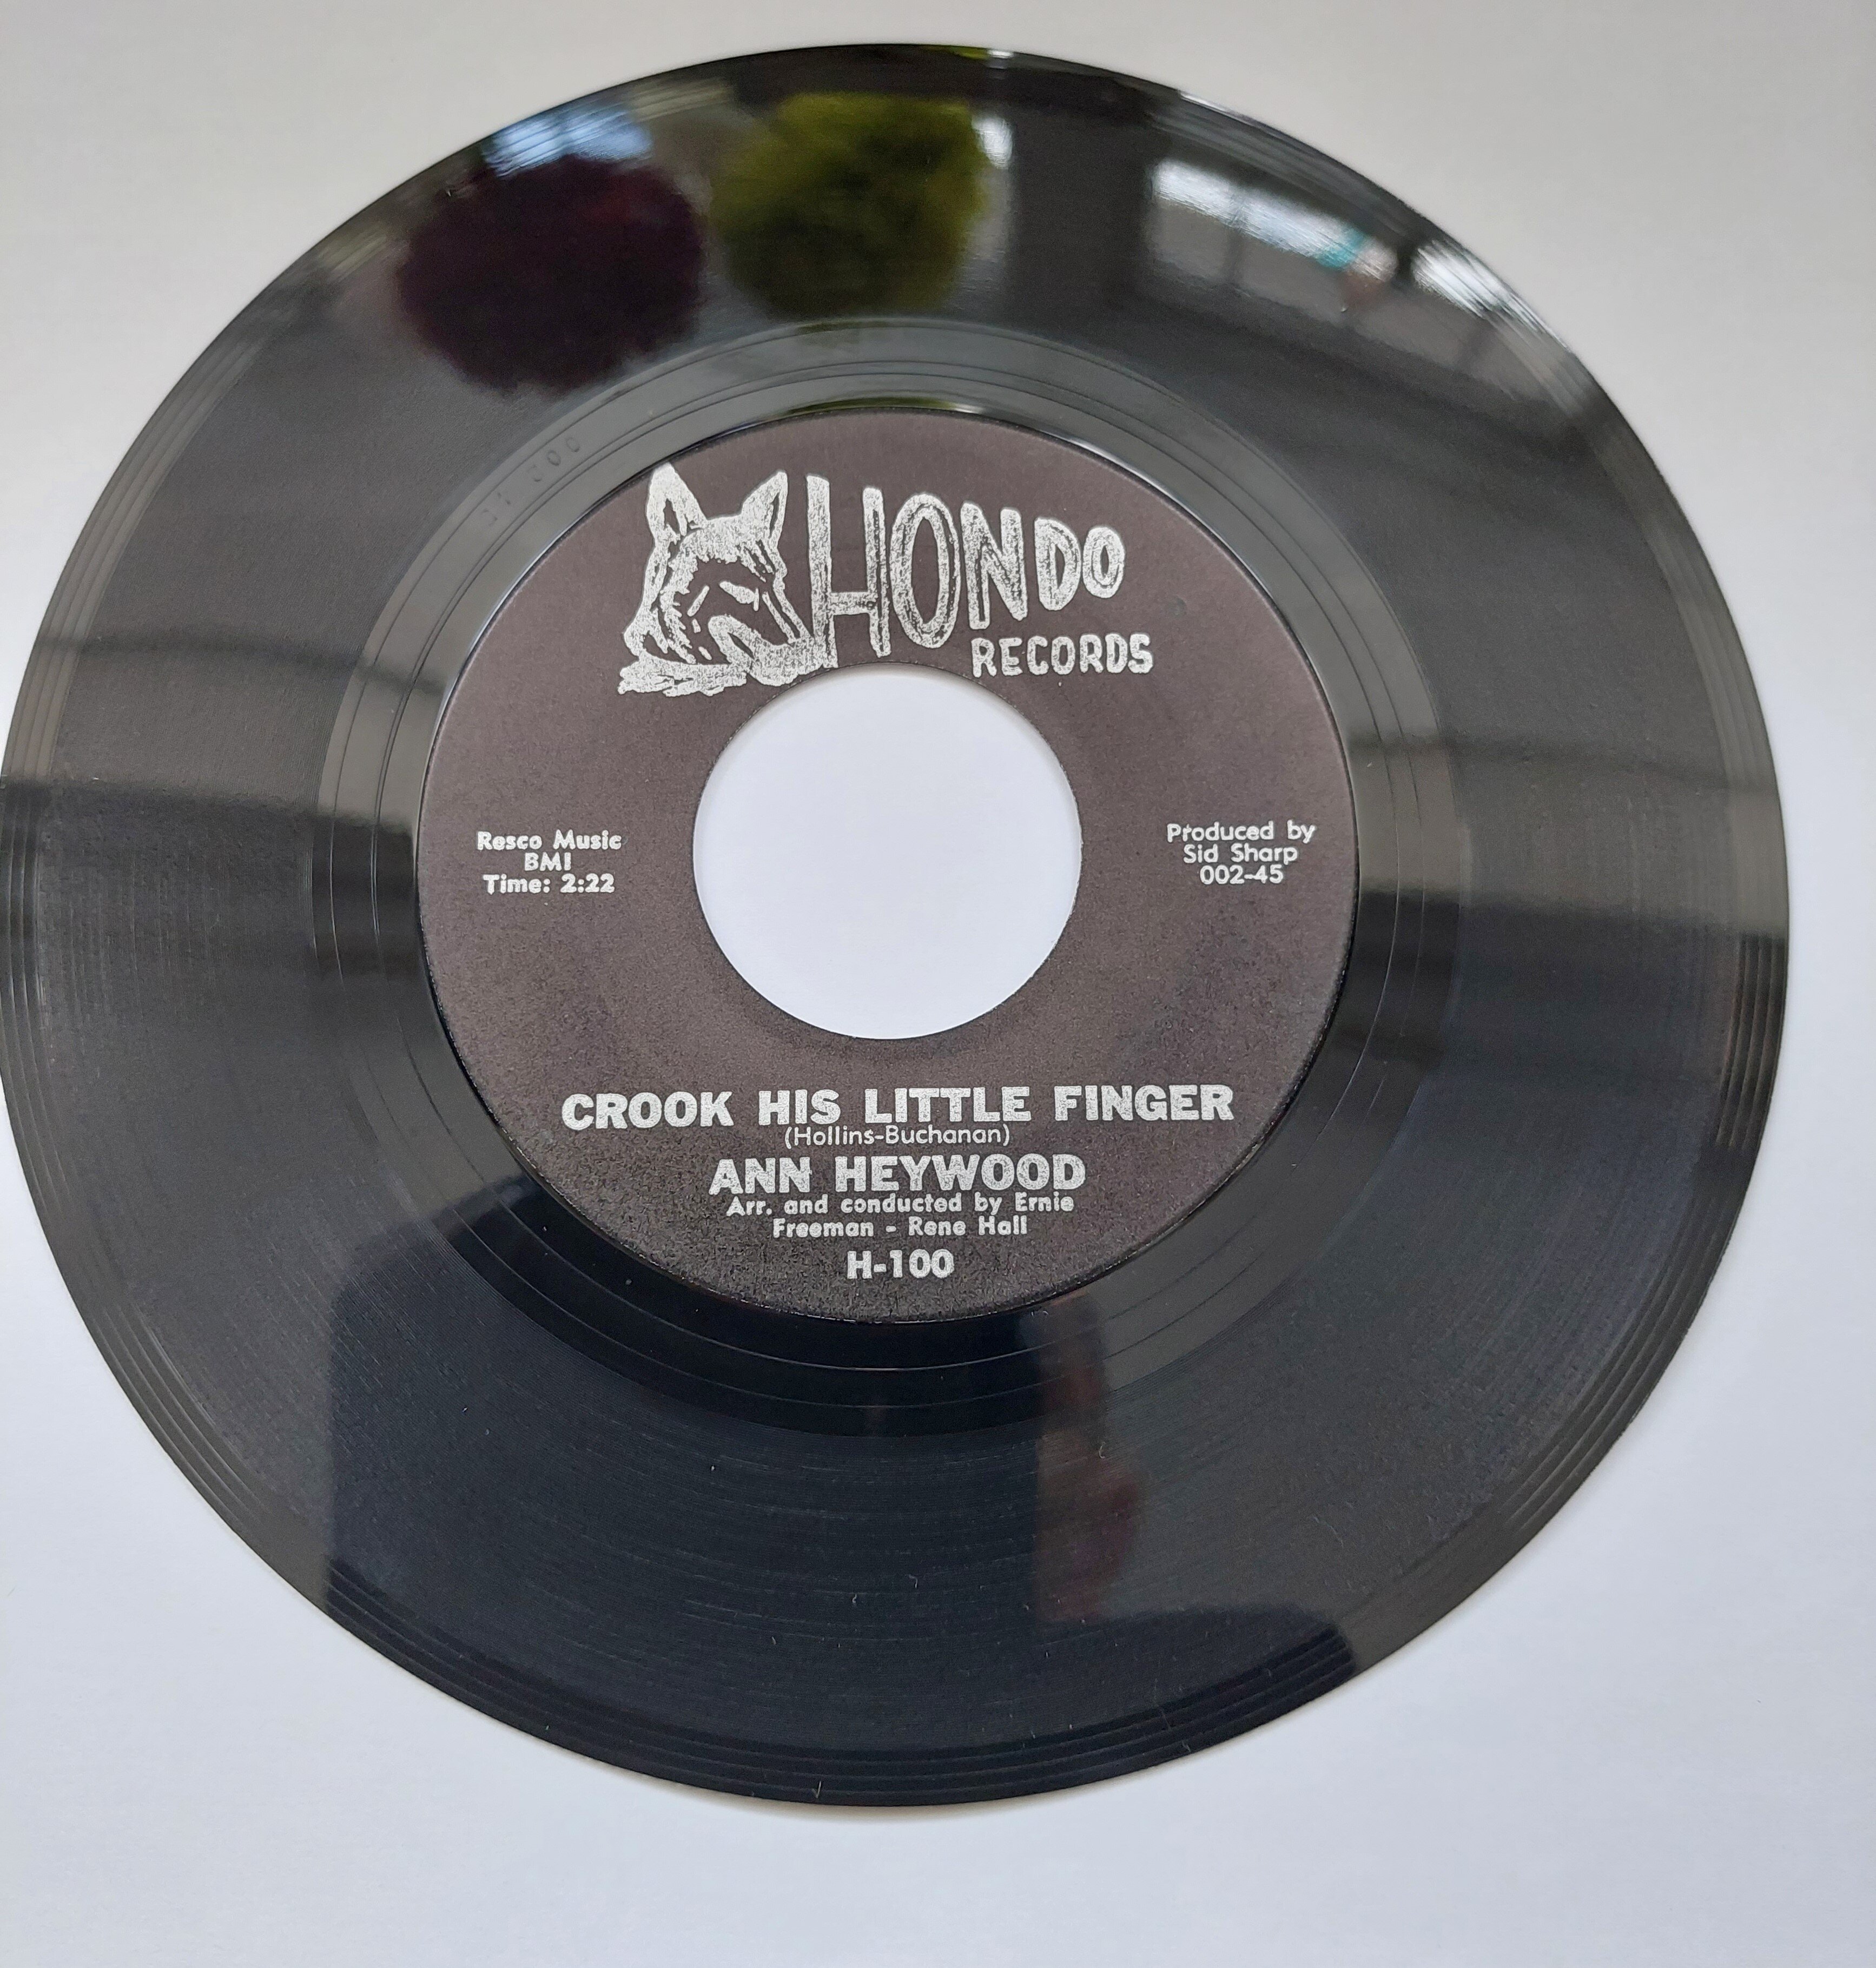 HONDO
RECORDS
Resco Music
BMI
Time: 2:22
Produced by
Sid Sharp
002-45
CROOK HIS LITTLE FINGER
(Hollins-Buchanan)
ANN HEYWOOD
Arr. and conducted by Ernie
Freeman - Rene Hall
H-100